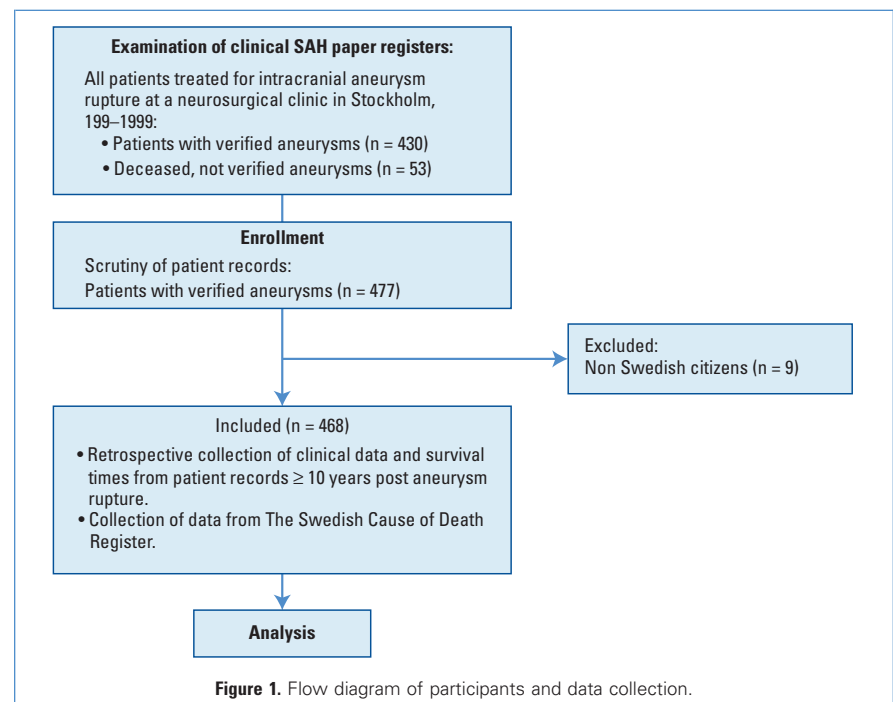 Examination of clinical SAH paper registers:
All patients treated for intracranial aneurysm
rupture at a neurosurgical clinic in Stockholm,
199–1999:
• Patients with verified aneurysms (n = 430)
• Deceased, not verified aneurysms (n = 53)
Enrollment
Scrutiny of patient records:
Patients with verified aneurysms (n = 477)
Excluded:
Non Swedish citizens (n = 9)
Included (n = 468)
• Retrospective collection of clinical data and survival
times from patient records ≥ 10 years post aneurysm
rupture.
• Collection of data from The Swedish Cause of Death
Register.
Analysis
Figure 1. Flow diagram of participants and data collection.